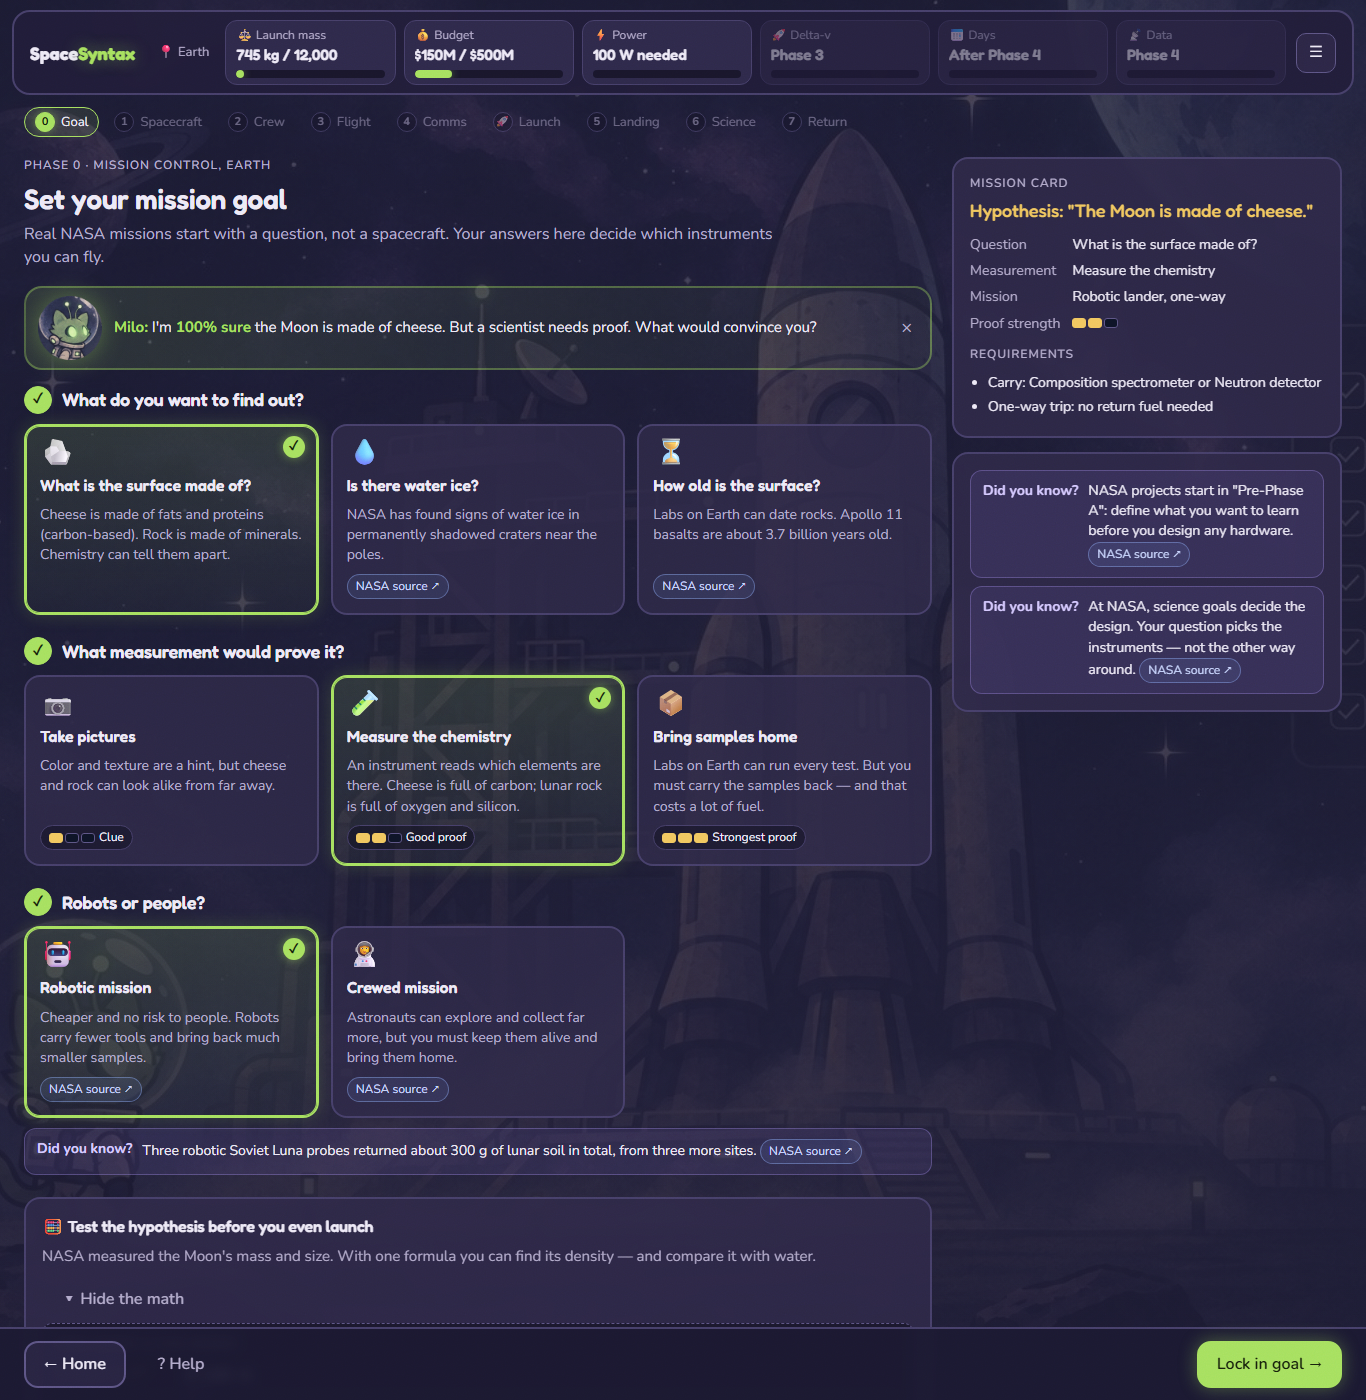 SpaceSyntax
📍 Earth
Launch mass
745 kg / 12,000
Budget
$150M / $500M
Power
100 W needed
Delta-v
Phase 3
Days
After Phase 4
Data
Phase 4
0 Goal
1 Spacecraft
2 Crew
3 Flight
4 Comms
Launch
5 Landing
6 Science
7 Return
PHASE 0 · MISSION CONTROL, EARTH
Set your mission goal
Real NASA missions start with a question, not a spacecraft. Your answers here decide which instruments
you can fly.
Milo: I'm 100% sure the Moon is made of cheese. But a scientist needs proof. What would convince you?
What do you want to find out?
What is the surface made of?
Cheese is made of fats and proteins
(carbon-based). Rock is made of minerals.
Chemistry can tell them apart.
Is there water ice?
NASA has found signs of water ice in
permanently shadowed craters near the
poles.
NASA source ↗
How old is the surface?
Labs on Earth can date rocks. Apollo 11
basalts are about 3.7 billion years old.
NASA source ↗
What measurement would prove it?
Take pictures
Color and texture are a hint, but cheese
and rock can look alike from far away.
Clue
Measure the chemistry
An instrument reads which elements are
there. Cheese is full of carbon; lunar rock
is full of oxygen and silicon.
Good proof
Bring samples home
Labs on Earth can run every test. But you
must carry the samples back — and that
costs a lot of fuel.
Strongest proof
Robots or people?
Robotic mission
Cheaper and no risk to people. Robots
carry fewer tools and bring back much
smaller samples.
NASA source ↗
Crewed mission
Astronauts can explore and collect far
more, but you must keep them alive and
bring them home.
NASA source ↗
Did you know? Three robotic Soviet Luna probes returned about 300 g of lunar soil in total, from three more sites. NASA source ↗
Test the hypothesis before you even launch
NASA measured the Moon's mass and size. With one formula you can find its density — and compare it with water.
▾ Hide the math
MISSION CARD
Hypothesis: "The Moon is made of cheese."
Question What is the surface made of?
Measurement Measure the chemistry
Mission Robotic lander, one-way
Proof strength
REQUIREMENTS
• Carry: Composition spectrometer or Neutron detector
• One-way trip: no return fuel needed
Did you know? NASA projects start in "Pre-Phase
A": define what you want to learn
before you design any hardware.
NASA source ↗
Did you know? At NASA, science goals decide the
design. Your question picks the
instruments — not the other way
around. NASA source ↗
← Home
? Help
Lock in goal →